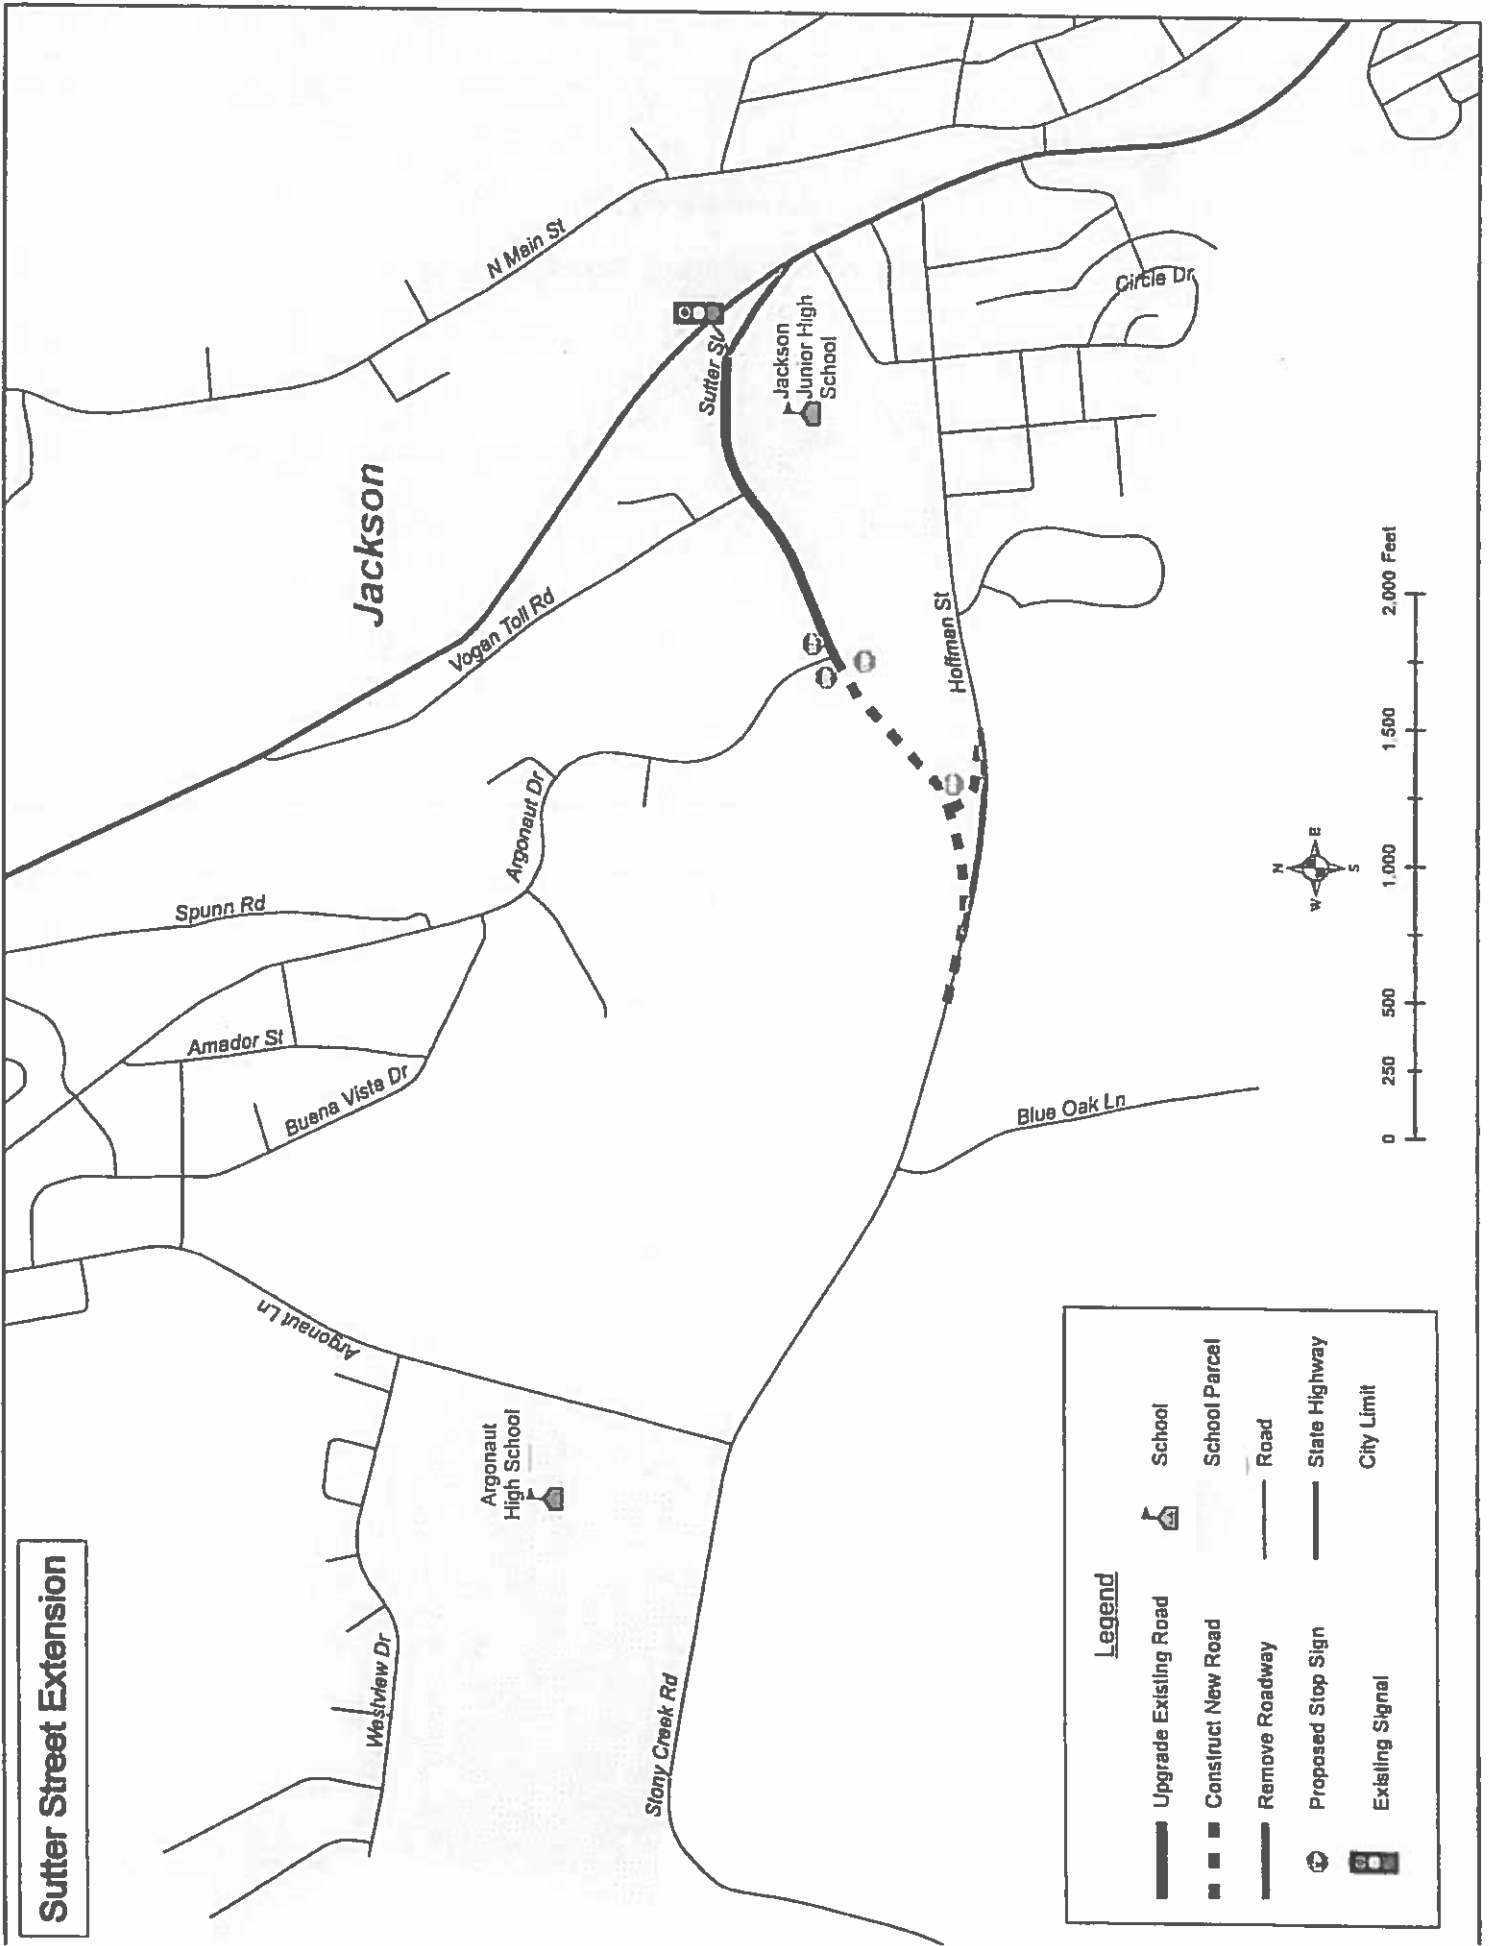 Sutter Street Extension
Jackson
N Main St
Sutter St
Jackson
Junior High
School
Circle Dr
Vogan Toll Rd
Hoffman St
Argonaut Dr
Spunn Rd
Amador St
Buena Vista Dr
Blue Oak Ln
Argonaut Ln
Argonaut
High School
Westview Dr
Stony Creek Rd
N
W
E
S
0
250
500
1,000
1,500
2,000 Feet
Legend
Upgrade Existing Road
Construct New Road
Remove Roadway
Proposed Stop Sign
Existing Signal
School
School Parcel
Road
State Highway
City Limit